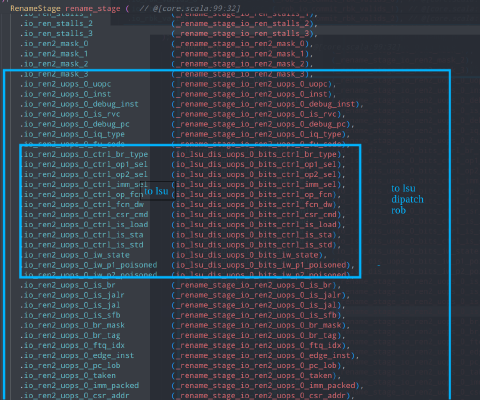 RenameStage rename_stage ( // @[core.scala:99:32]
.io_ren_stalls_2 (_rename_stage_io_ren_stalls_2),
.io_ren_stalls_3 (_rename_stage_io_ren_stalls_3),
.io_ren2_mask_0 (_rename_stage_io_ren2_mask_0),
.io_ren2_mask_1 (_rename_stage_io_ren2_mask_1),
.io_ren2_mask_2 (_rename_stage_io_ren2_mask_2),
.io_ren2_mask_3 (_rename_stage_io_ren2_mask_3),
.io_ren2_uops_0_uopc (_rename_stage_io_ren2_uops_0_uopc),
.io_ren2_uops_0_inst (_rename_stage_io_ren2_uops_0_inst),
.io_ren2_uops_0_debug_inst (_rename_stage_io_ren2_uops_0_debug_inst),
.io_ren2_uops_0_is_rvc (_rename_stage_io_ren2_uops_0_is_rvc),
.io_ren2_uops_0_debug_pc (_rename_stage_io_ren2_uops_0_debug_pc),
.io_ren2_uops_0_iq_type (_rename_stage_io_ren2_uops_0_iq_type),
.io_ren2_uops_0_fu_code (_rename_stage_io_ren2_uops_0_fu_code),
.io_ren2_uops_0_ctrl_br_type (io_lsu_dis_uops_0_bits_ctrl_br_type),
.io_ren2_uops_0_ctrl_op1_sel (io_lsu_dis_uops_0_bits_ctrl_op1_sel),
.io_ren2_uops_0_ctrl_op2_sel (io_lsu_dis_uops_0_bits_ctrl_op2_sel),
.io_ren2_uops_0_ctrl_imm_sel (io_lsu_dis_uops_0_bits_ctrl_imm_sel),
.io_ren2_uops_0_ctrl_op_fcn (io_lsu_dis_uops_0_bits_ctrl_op_fcn),
.io_ren2_uops_0_ctrl_fcn_dw (io_lsu_dis_uops_0_bits_ctrl_fcn_dw),
.io_ren2_uops_0_ctrl_csr_cmd (io_lsu_dis_uops_0_bits_ctrl_csr_cmd),
.io_ren2_uops_0_ctrl_is_load (io_lsu_dis_uops_0_bits_ctrl_is_load),
.io_ren2_uops_0_ctrl_is_sta (io_lsu_dis_uops_0_bits_ctrl_is_sta),
.io_ren2_uops_0_ctrl_is_std (io_lsu_dis_uops_0_bits_ctrl_is_std),
.io_ren2_uops_0_iw_state (io_lsu_dis_uops_0_bits_iw_state),
.io_ren2_uops_0_iw_p1_poisoned (io_lsu_dis_uops_0_bits_iw_p1_poisoned),
.io_ren2_uops_0_iw_p2_poisoned (io_lsu_dis_uops_0_bits_iw_p2_poisoned),
.io_ren2_uops_0_is_br (_rename_stage_io_ren2_uops_0_is_br),
.io_ren2_uops_0_is_jalr (_rename_stage_io_ren2_uops_0_is_jalr),
.io_ren2_uops_0_is_jal (_rename_stage_io_ren2_uops_0_is_jal),
.io_ren2_uops_0_is_sfb (_rename_stage_io_ren2_uops_0_is_sfb),
.io_ren2_uops_0_br_mask (_rename_stage_io_ren2_uops_0_br_mask),
.io_ren2_uops_0_br_tag (_rename_stage_io_ren2_uops_0_br_tag),
.io_ren2_uops_0_ftq_idx (_rename_stage_io_ren2_uops_0_ftq_idx),
.io_ren2_uops_0_edge_inst (_rename_stage_io_ren2_uops_0_edge_inst),
.io_ren2_uops_0_pc_lob (_rename_stage_io_ren2_uops_0_pc_lob),
.io_ren2_uops_0_taken (_rename_stage_io_ren2_uops_0_taken),
.io_ren2_uops_0_imm_packed (_rename_stage_io_ren2_uops_0_imm_packed),
.io_ren2_uops_0_csr_addr (_rename_stage_io_ren2_uops_0_csr_addr),
to lsu
to lsu
dipatch
rob